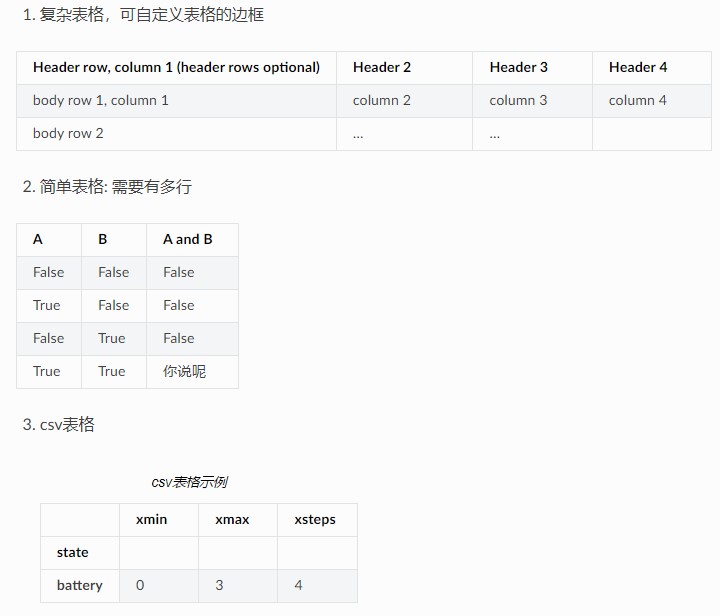 1. 复杂表格，可自定义表格的边框
Header row, column 1 (header rows optional) Header 2 Header 3 Header 4
body row 1, column 1 column 2 column 3 column 4
body row 2 ... ...
2. 简单表格: 需要有多行
A B A and B
False False False
True False False
False True False
True True 你说呢
3. csv表格
csv表格示例
xmin xmax xsteps
state
battery 0 3 4